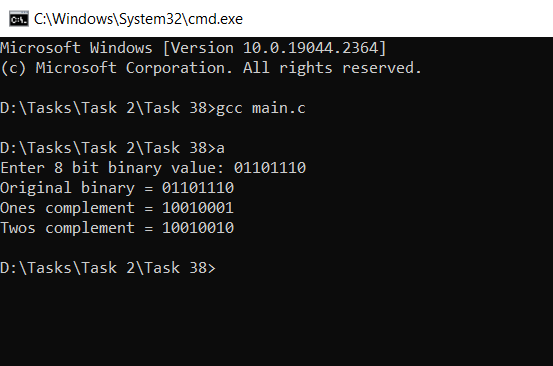 C:\Windows\System32\cmd.exe
Microsoft Windows [Version 10.0.19044.2364]
(c) Microsoft Corporation. All rights reserved.
D:\Tasks\Task 2\Task 38>gcc main.c
D:\Tasks\Task 2\Task 38>a
Enter 8 bit binary value: 01101110
Original binary = 01101110
Ones complement = 10010001
Twos complement = 10010010
D:\Tasks\Task 2\Task 38>